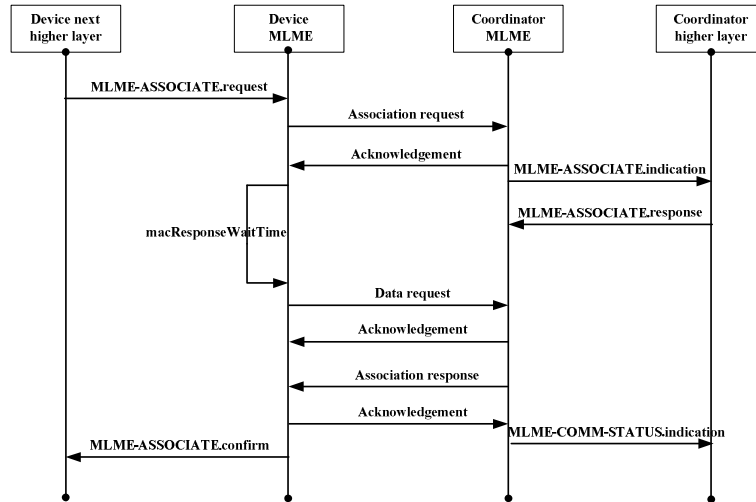 Device next
higher layer
Device
MLME
Coordinator
MLME
Coordinator
higher layer
MLME-ASSOCIATE.request
Association request
Acknowledgement
MLME-ASSOCIATE.indication
MLME-ASSOCIATE.response
macResponseWaitTime
Data request
Acknowledgement
Association response
Acknowledgement
MLME-COMM-STATUS.indication
MLME-ASSOCIATE.confirm